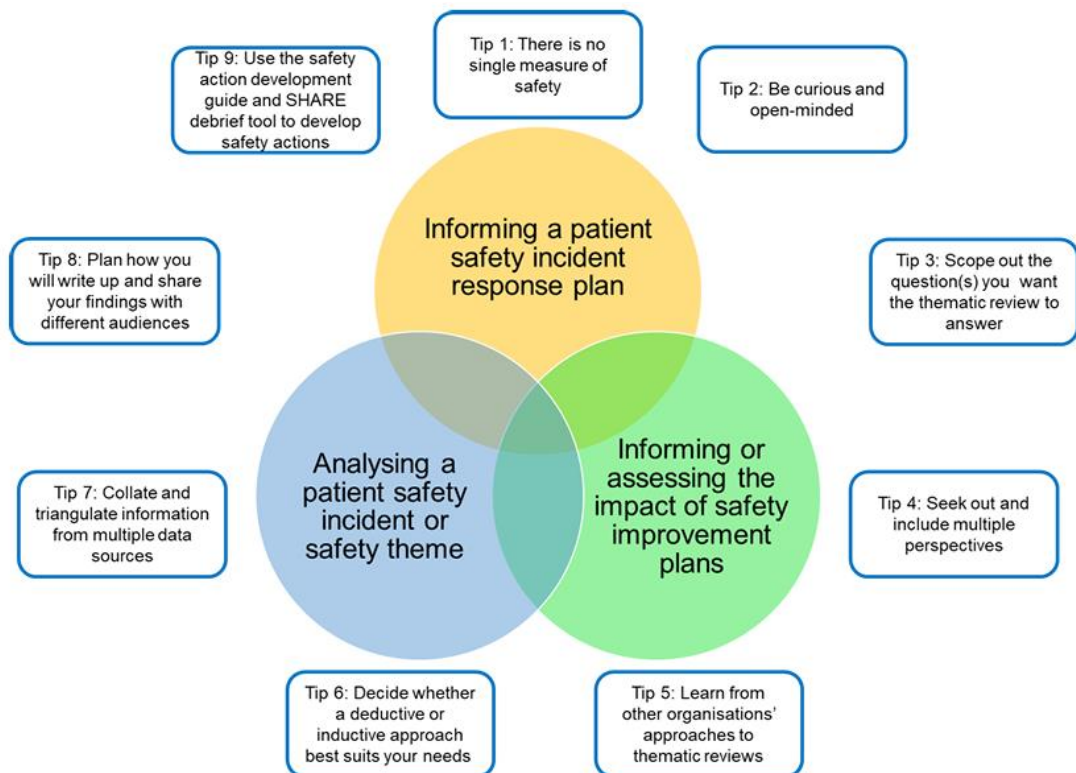 Tip 1: There is no
single measure of
safety
Tip 2: Be curious and
open-minded
Tip 3: Scope out the
question(s) you want
the thematic review to
answer
Tip 4: Seek out and
include multiple
perspectives
Tip 5: Learn from
other organisations’
approaches to
thematic reviews
Tip 6: Decide whether
a deductive or
inductive approach
best suits your needs
Tip 7: Collate and
triangulate information
from multiple data
sources
Tip 8: Plan how you
will write up and share
your findings with
different audiences
Tip 9: Use the safety
action development
guide and SHARE
debrief tool to develop
safety actions
Informing a patient
safety incident
response plan
Analysing a
patient safety
incident or
safety theme
Informing or
assessing the
impact of safety
improvement
plans